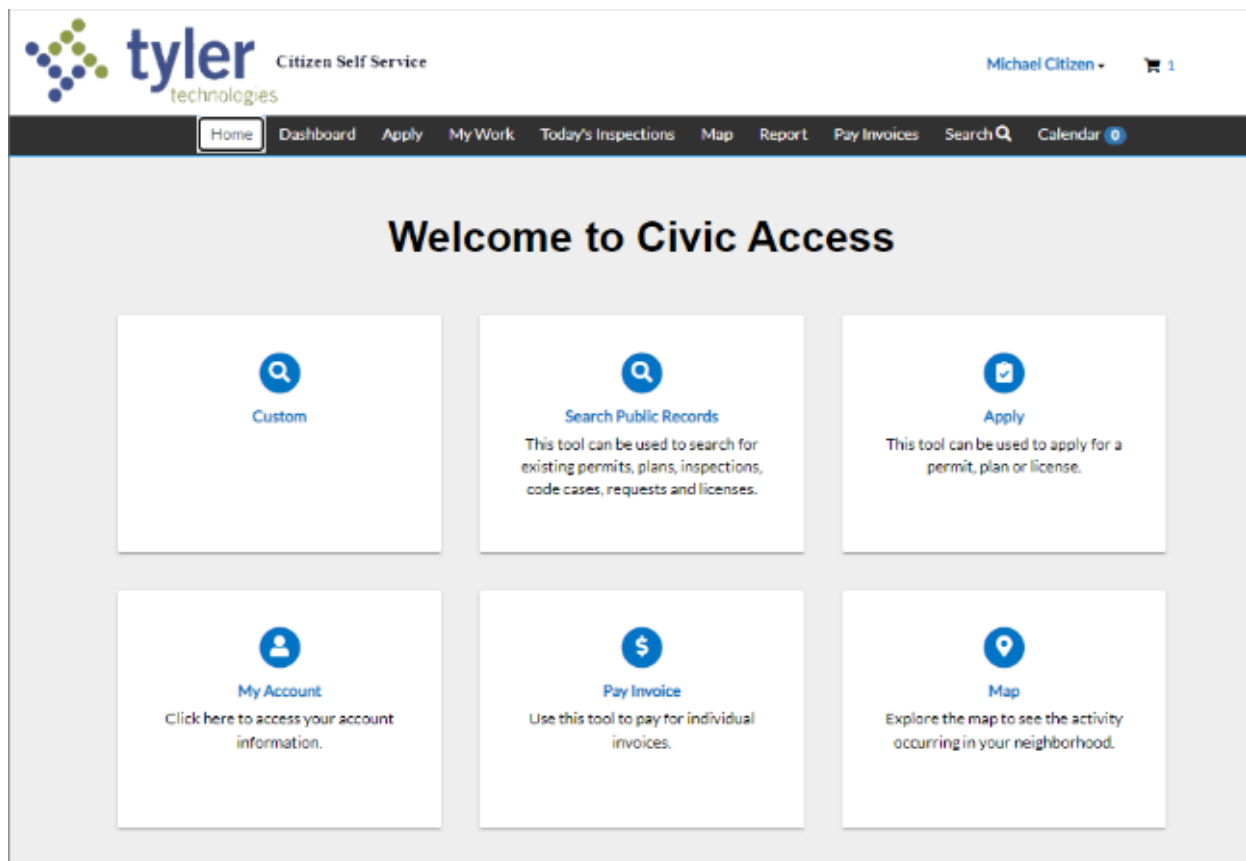 tyler
technologies
Citizen Self Service
Michael Citizen
1
Home Dashboard Apply My Work Today's Inspections Map Report Pay Invoices Search Calendar 0
Welcome to Civic Access
Custom
Search Public Records
This tool can be used to search for
existing permits, plans, inspections,
code cases, requests and licenses.
Apply
This tool can be used to apply for a
permit, plan or license.
My Account
Click here to access your account
information.
Pay Invoice
Use this tool to pay for individual
invoices.
Map
Explore the map to see the activity
occurring in your neighborhood.